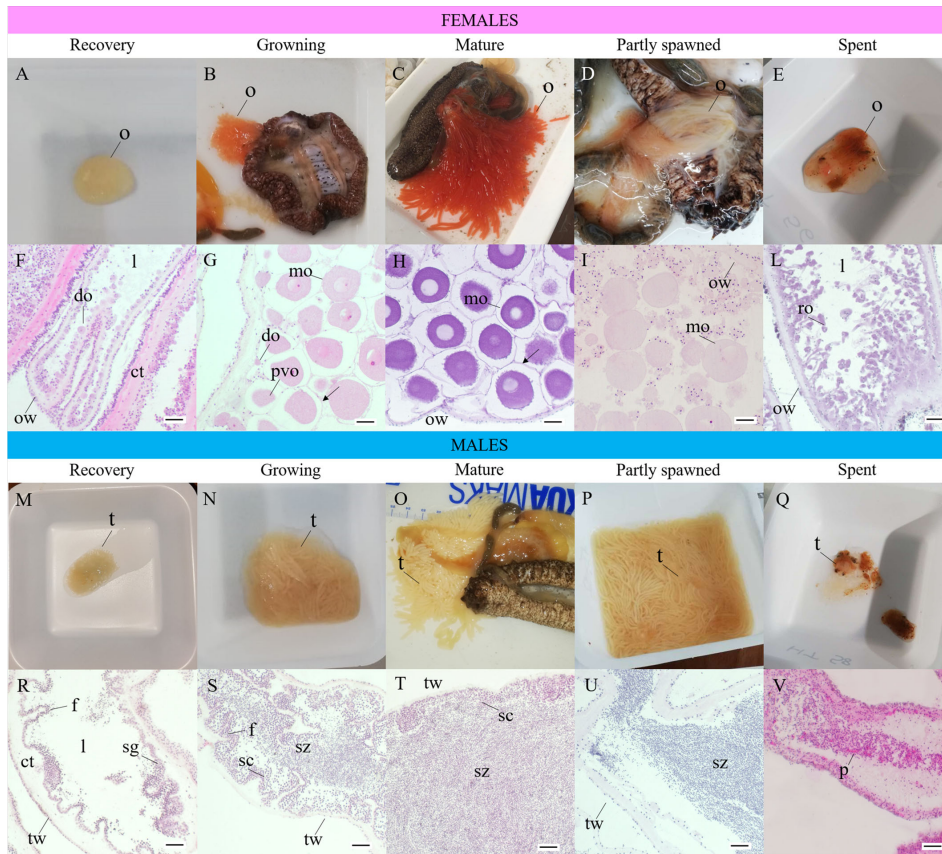 FEMALES
Recovery Growning Mature Partly spawned Spent
A B C D E
o o o o o
F G H I L
l mo mo ow l
do do mo ro
ct pvo ow
ow ow
MALES
Recovery Growing Mature Partly spawned Spent
M N O P Q
KUAMAKS
t t t t t
R S T U V
f f tw
l sz sc sz
ct sg sc sz p
tw tw tw